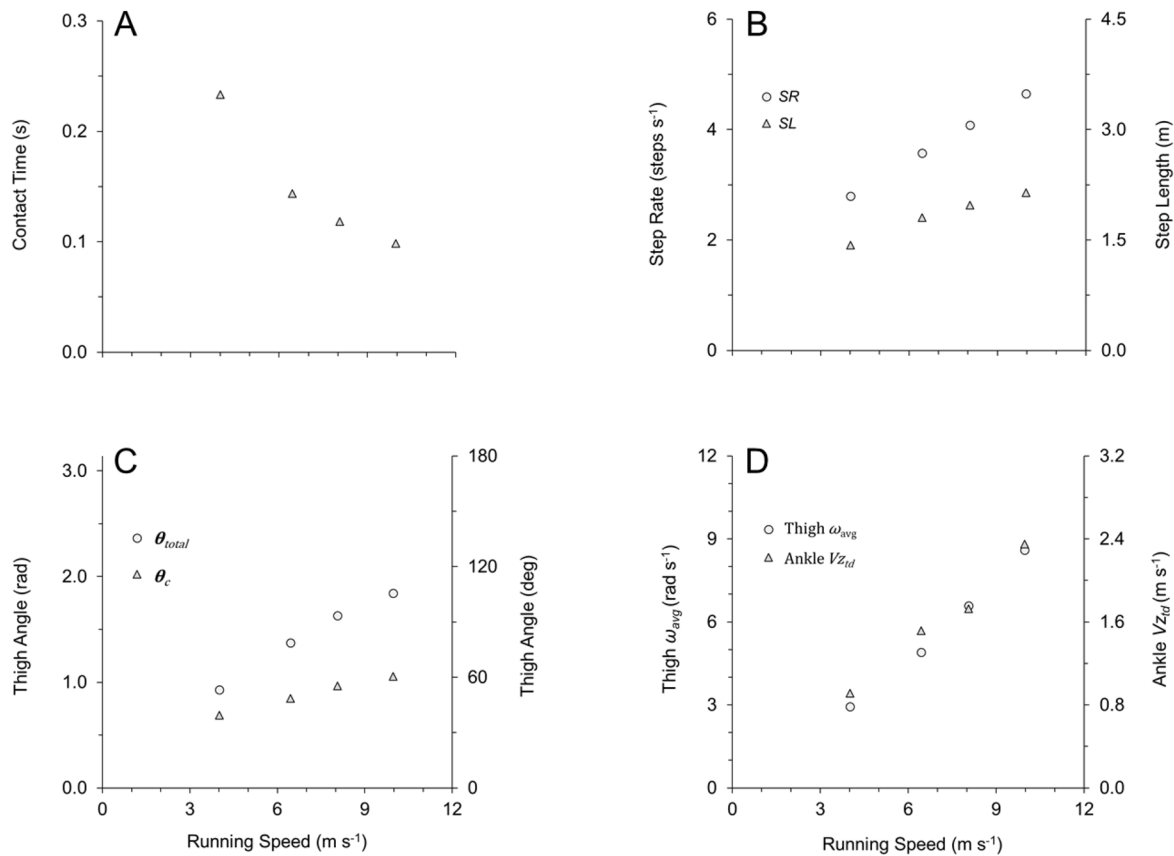 A
0.3
0.2
0.1
0.0
Contact Time (s)
B
6
4
2
0
Step Rate (steps s-1)
SR
SL
4.5
3.0
1.5
0.0
Step Length (m)
C
3.0
2.0
1.0
0.0
Thigh Angle (rad)
θtotal
θc
180
120
60
0
Thigh Angle (deg)
0 3 6 9 12
Running Speed (m s-1)
D
12
9
6
3
0
Thigh ωavg (rad s-1)
Thigh ωavg
Ankle Vztd
3.2
2.4
1.6
0.8
0.0
Ankle Vztd (m s-1)
0 3 6 9 12
Running Speed (m s-1)